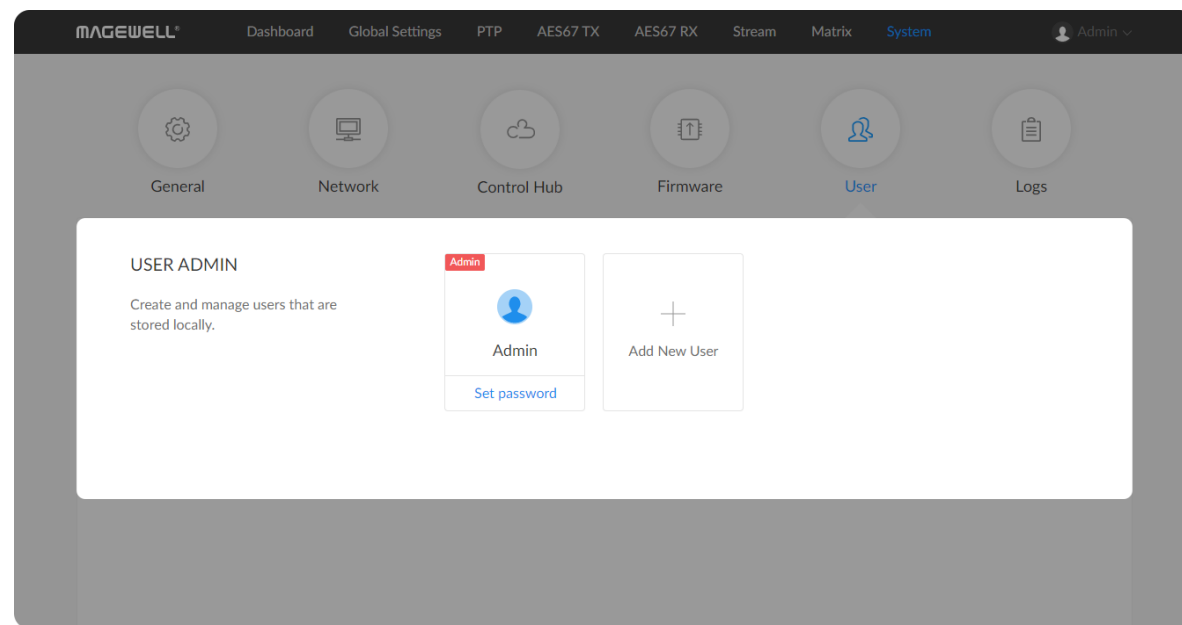 MAGEWELL®
Dashboard
Global Settings
PTP
AES67 TX
AES67 RX
Stream
Matrix
System
Admin
General
Network
Control Hub
Firmware
User
Logs
USER ADMIN
Create and manage users that are
stored locally.
Admin
Admin
Set password
Add New User